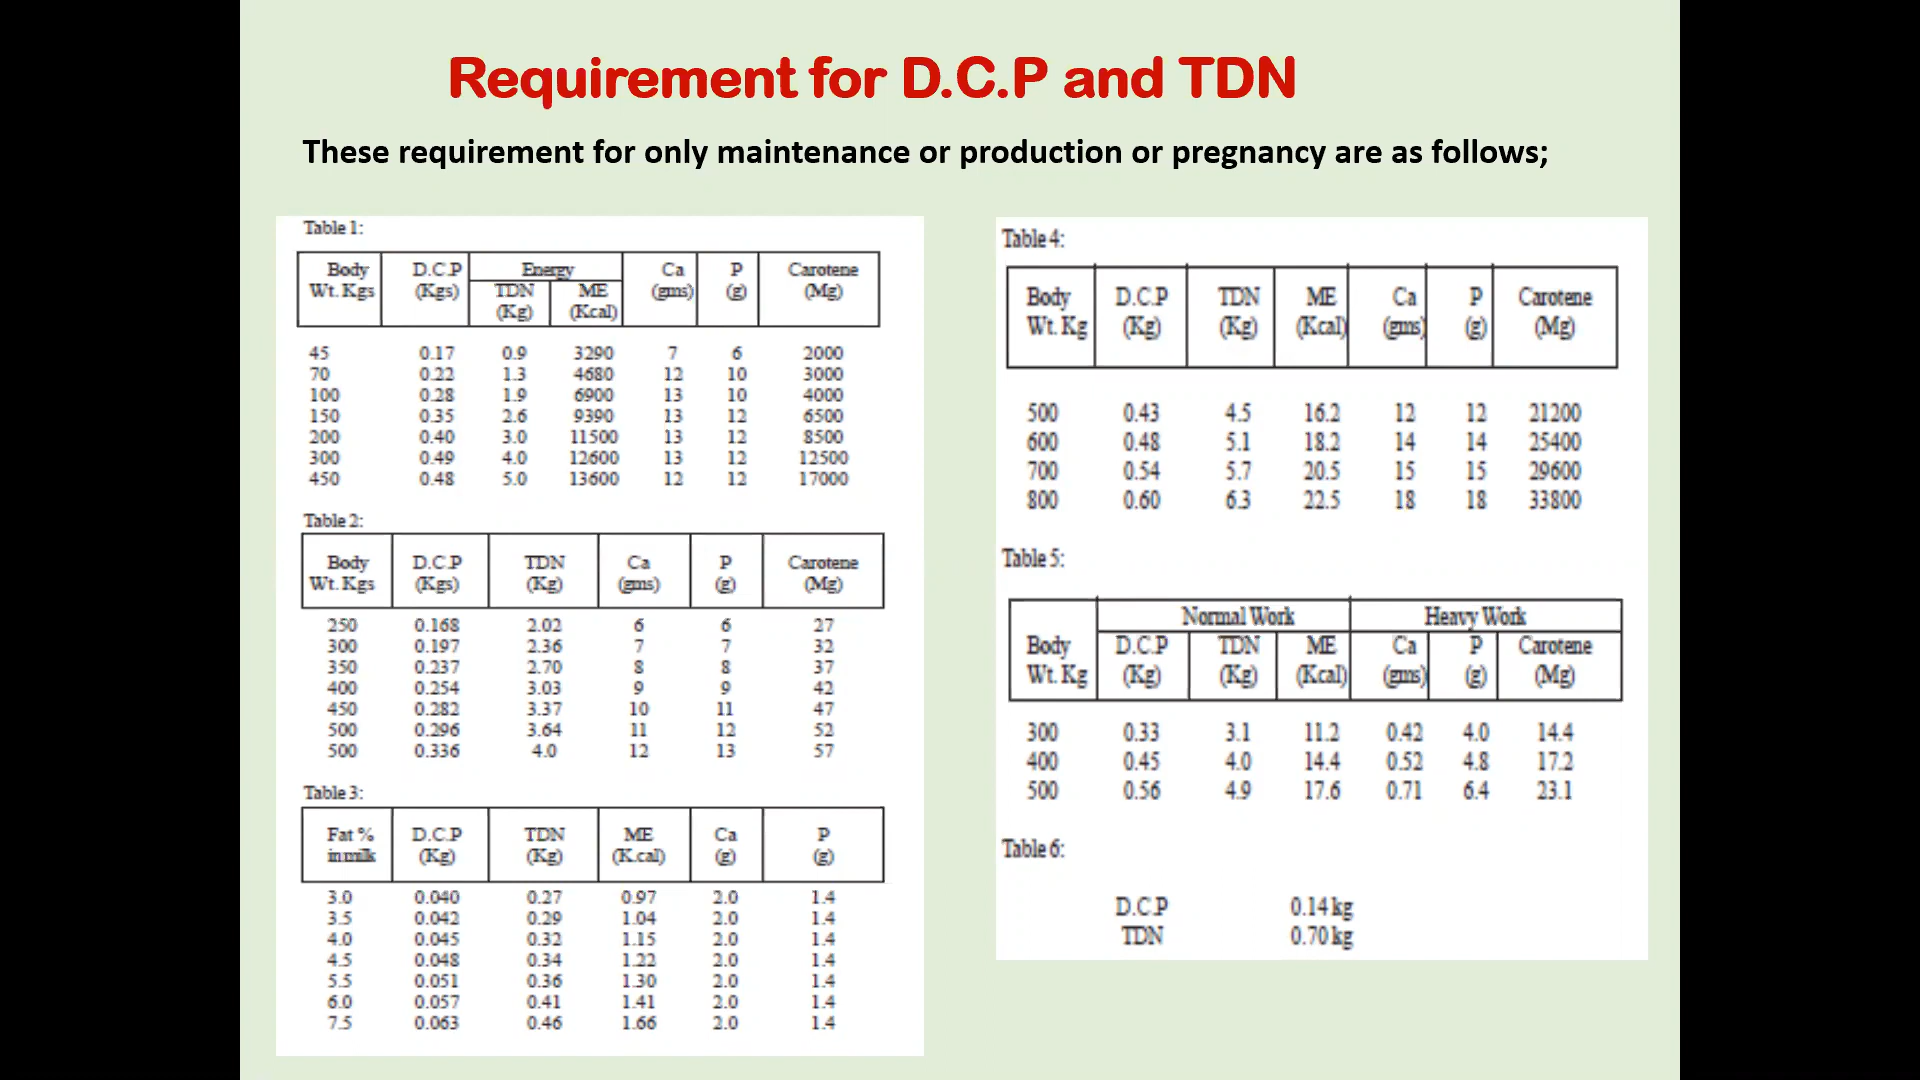 Requirement for D.C.P and TDN
These requirement for only maintenance or production or pregnancy are as follows;
Table 1:
Body Wt. Kgs D.C.P (Kgs) Energy TDN (Kg) ME (Kcal) Ca (gms) P (g) Carotene (Mg)
45 0.17 0.9 3290 7 6 2000
70 0.22 1.3 4680 12 10 3000
100 0.28 1.9 6900 13 10 4000
150 0.35 2.6 9390 13 12 6500
200 0.40 3.0 11500 13 12 8500
300 0.49 4.0 12600 13 12 12500
450 0.48 5.0 13600 12 12 17000
Table 2:
Body Wt. Kgs D.C.P (Kgs) TDN (Kg) Ca (gms) P (g) Carotene (Mg)
250 0.168 2.02 6 6 27
300 0.197 2.36 7 7 32
350 0.237 2.70 8 8 37
400 0.254 3.03 9 9 42
450 0.282 3.37 10 11 47
500 0.296 3.64 11 12 52
500 0.336 4.0 12 13 57
Table 3:
Fat % in milk D.C.P (Kg) TDN (Kg) ME (K.cal) Ca (g) P (g)
3.0 0.040 0.27 0.97 2.0 1.4
3.5 0.042 0.29 1.04 2.0 1.4
4.0 0.045 0.32 1.15 2.0 1.4
4.5 0.048 0.34 1.22 2.0 1.4
5.5 0.051 0.36 1.30 2.0 1.4
6.0 0.057 0.41 1.41 2.0 1.4
7.5 0.063 0.46 1.66 2.0 1.4
Table 4:
Body Wt. Kg D.C.P (Kg) TDN (Kg) ME (Kcal) Ca (gms) P (g) Carotene (Mg)
500 0.43 4.5 16.2 12 12 21200
600 0.48 5.1 18.2 14 14 25400
700 0.54 5.7 20.5 15 15 29600
800 0.60 6.3 22.5 18 18 33800
Table 5:
Normal Work Heavy Work
Body Wt. Kg D.C.P (Kg) TDN (Kg) ME (Kcal) Ca (gms) P (g) Carotene (Mg)
300 0.33 3.1 11.2 0.42 4.0 14.4
400 0.45 4.0 14.4 0.52 4.8 17.2
500 0.56 4.9 17.6 0.71 6.4 23.1
Table 6:
D.C.P 0.14 kg
TDN 0.70 kg